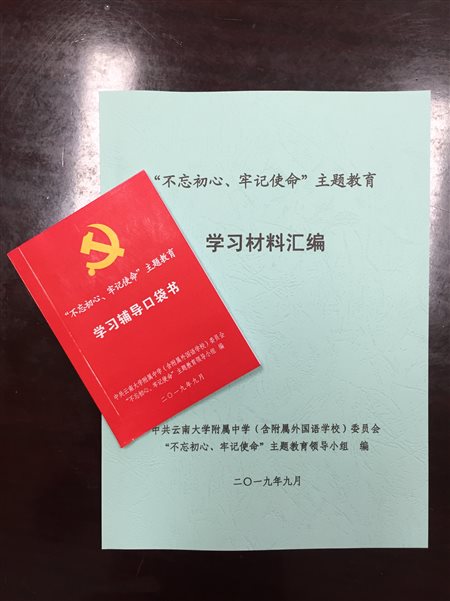 “不忘初心、牢记使命”主题教育
学习材料汇编
中共云南大学附属中学（含附属外国语学校）委员会
“不忘初心、牢记使命”主题教育领导小组 编
二〇一九年九月
“不忘初心、牢记使命”主题教育
学习辅导口袋书
中共云南大学附属中学（含附属外国语学校）委员会
“不忘初心、牢记使命”主题教育领导小组 编
二〇一九年九月